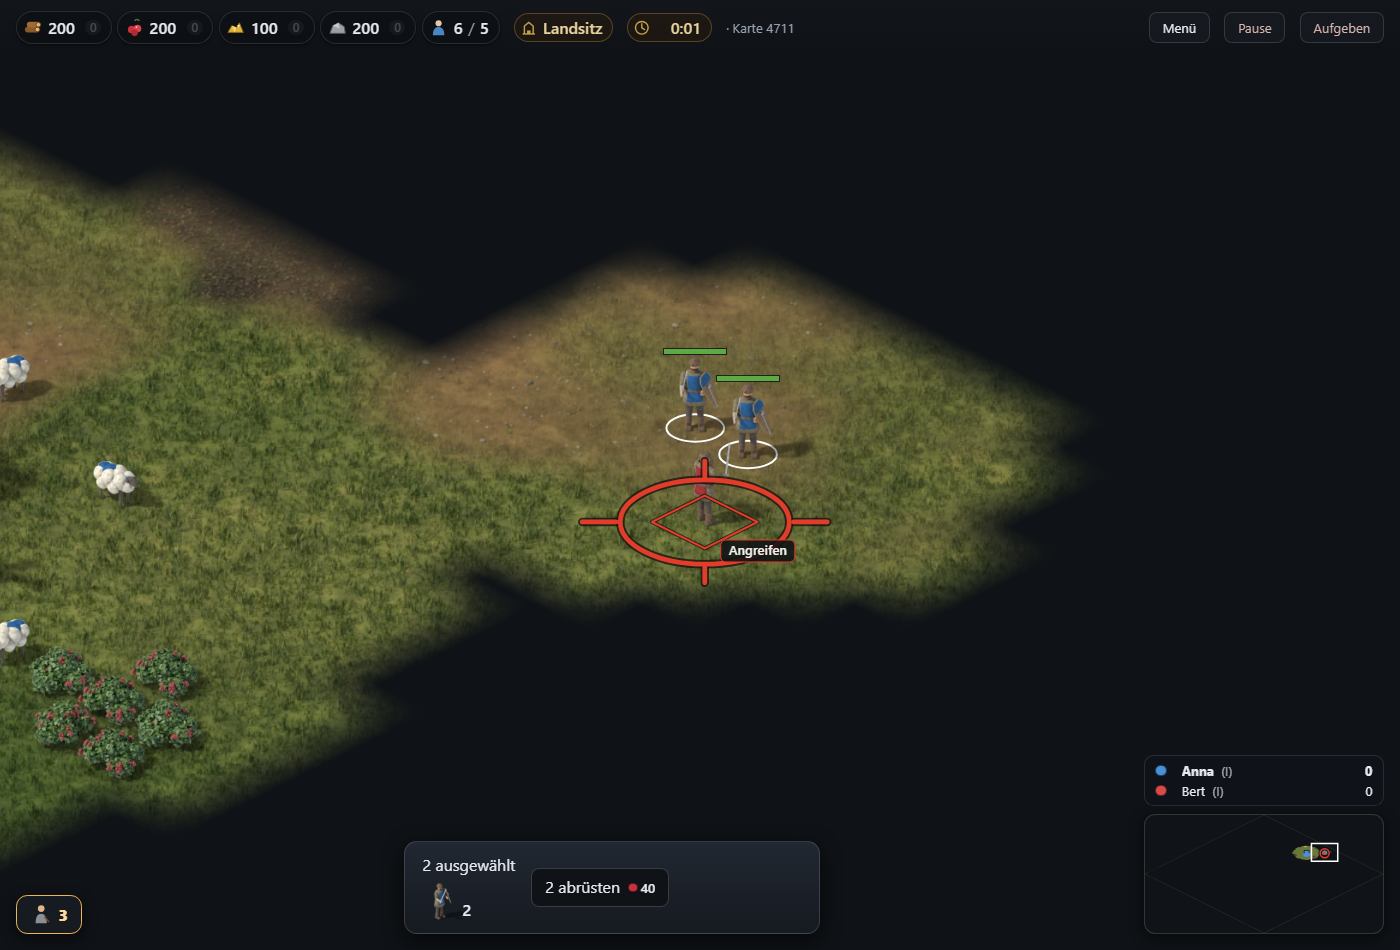 200 0 200 0 100 0 200 0 6 / 5 Landsitz 0:01 · Karte 4711 Menü Pause Aufgeben
Angreifen
Anna (I) 0
Bert (I) 0
2 ausgewählt
2 abrüsten 40
2
3